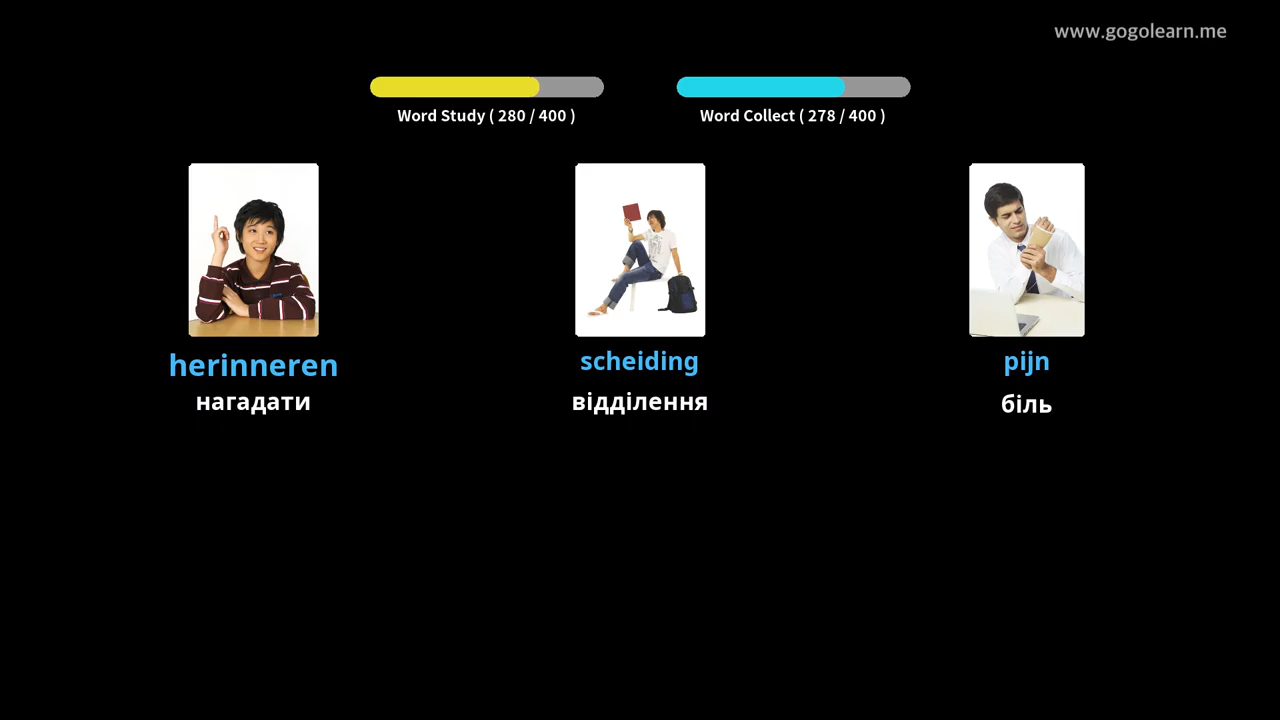 www.gogolearn.me
Word Study ( 280 / 400 )
Word Collect ( 278 / 400 )
herinneren
нагадати
scheiding
відділення
pijn
біль